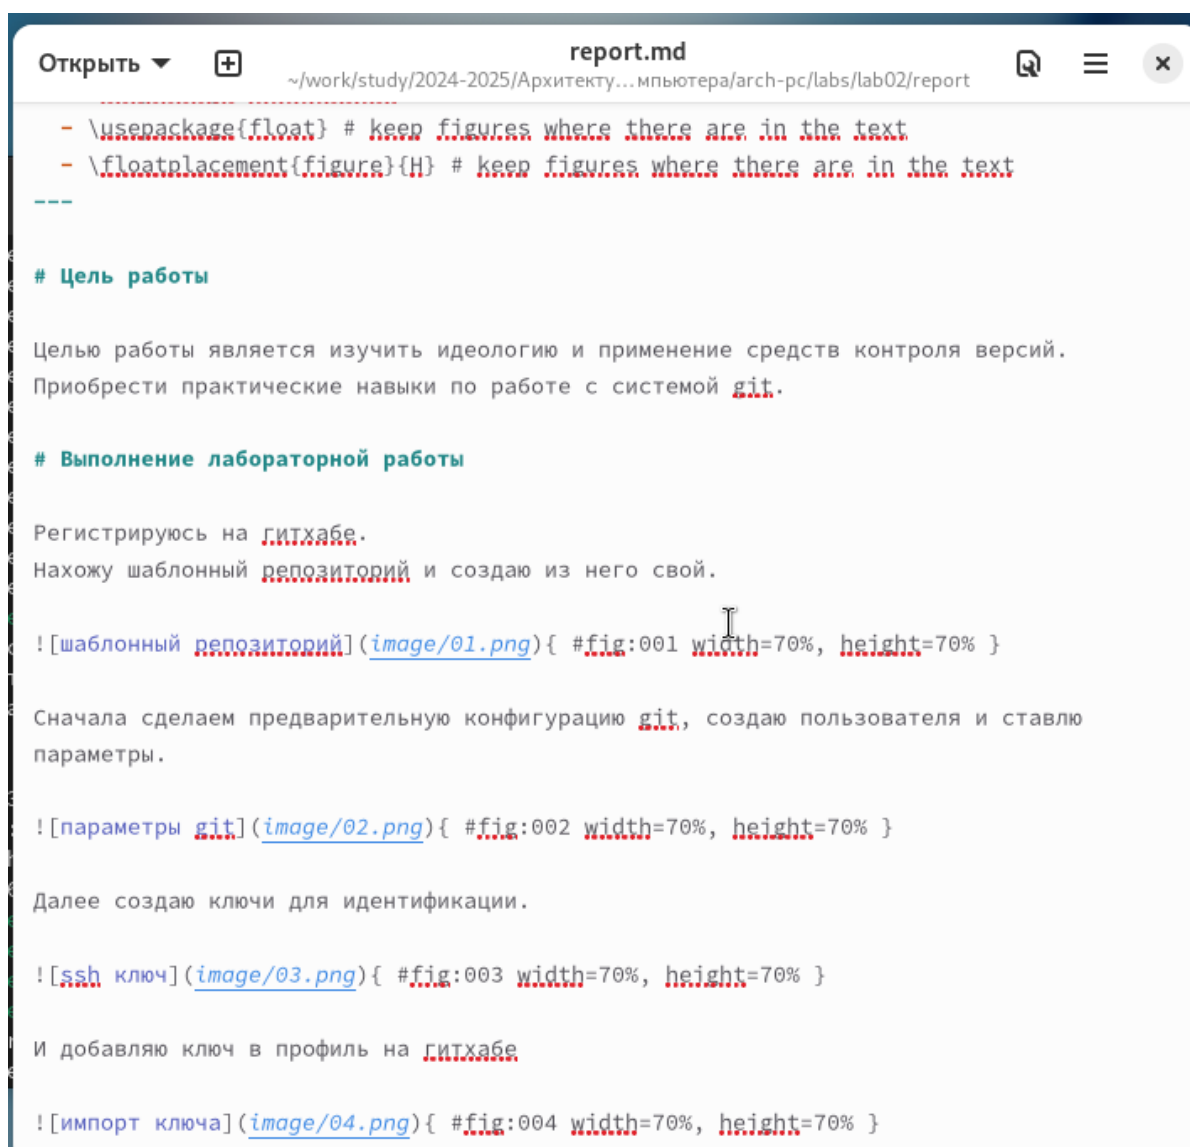 Открыть
report.md
~/work/study/2024-2025/Архитекту…мпьютера/arch-pc/labs/lab02/report
- \usepackage{float} # keep figures where there are in the text
- \floatplacement{figure}{H} # keep figures where there are in the text
---
# Цель работы
Целью работы является изучить идеологию и применение средств контроля версий.
Приобрести практические навыки по работе с системой git.
# Выполнение лабораторной работы
Регистрируюсь на гитхабе.
Нахожу шаблонный репозиторий и создаю из него свой.
![шаблонный репозиторий](image/01.png){ #fig:001 width=70%, height=70% }
Сначала сделаем предварительную конфигурацию git, создаю пользователя и ставлю
параметры.
![параметры git](image/02.png){ #fig:002 width=70%, height=70% }
Далее создаю ключи для идентификации.
![ssh ключ](image/03.png){ #fig:003 width=70%, height=70% }
И добавляю ключ в профиль на гитхабе
![импорт ключа](image/04.png){ #fig:004 width=70%, height=70% }